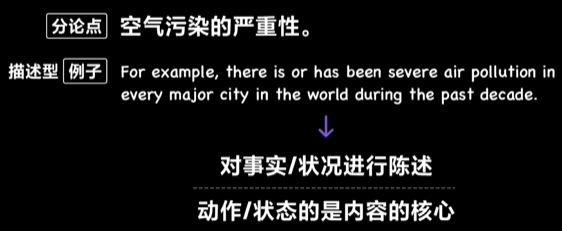 分论点 空气污染的严重性。
描述型 例子 For example, there is or has been severe air pollution in
every major city in the world during the past decade.
对事实/状况进行陈述
动作/状态的是内容的核心